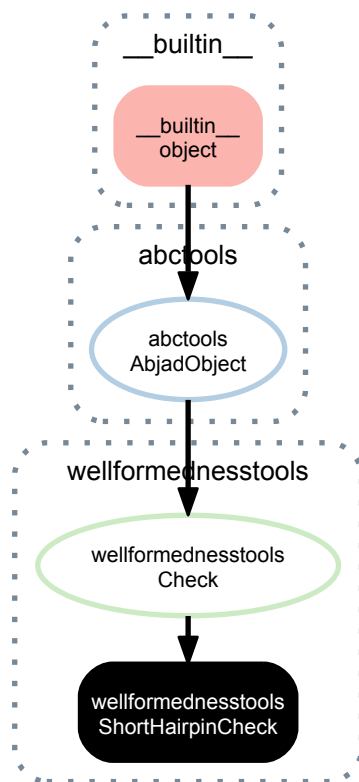 __builtin__
__builtin__
object
abctools
abctools
AbjadObject
wellformednesstools
wellformednesstools
Check
wellformednesstools
ShortHairpinCheck